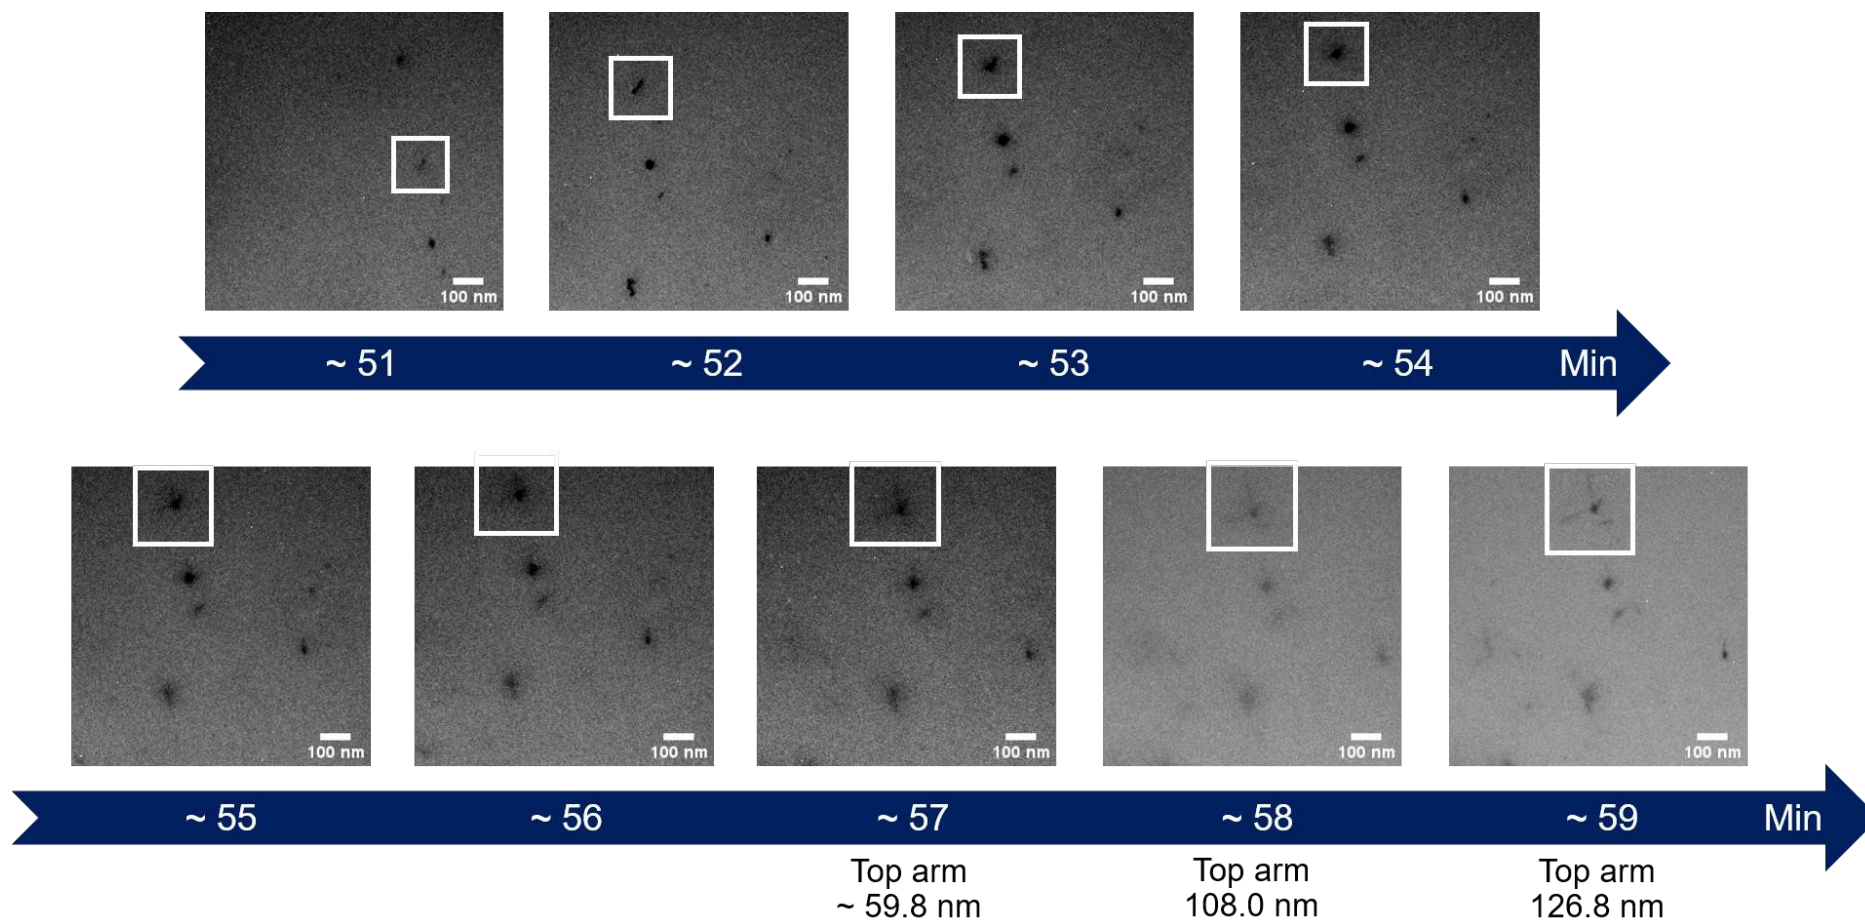 100 nm
100 nm
100 nm
100 nm
~ 51
~ 52
~ 53
~ 54
Min
100 nm
100 nm
100 nm
100 nm
100 nm
~ 55
~ 56
~ 57
~ 58
~ 59
Min
Top arm
~ 59.8 nm
Top arm
108.0 nm
Top arm
126.8 nm